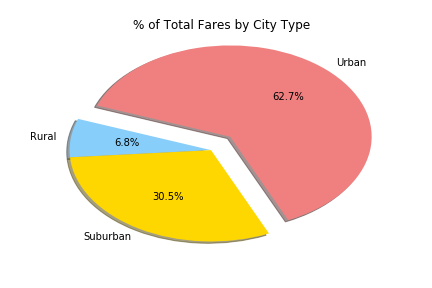 % of Total Fares by City Type
Urban
62.7%
Rural
6.8%
30.5%
Suburban